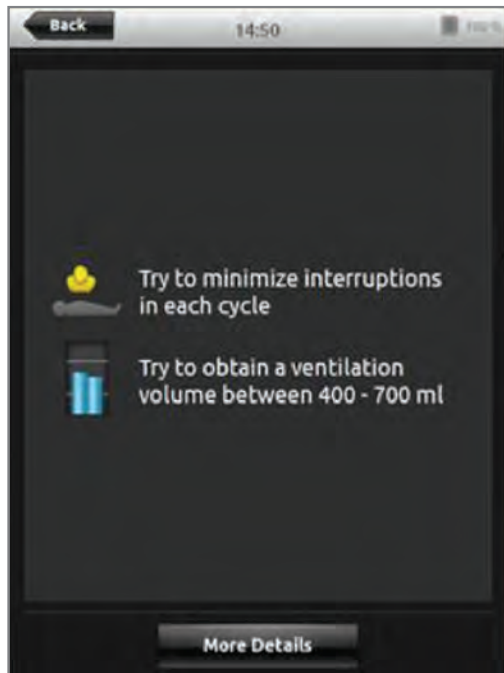 Back
14:50
100 %
Try to minimize interruptions
in each cycle
Try to obtain a ventilation
volume between 400 - 700 ml
More Details